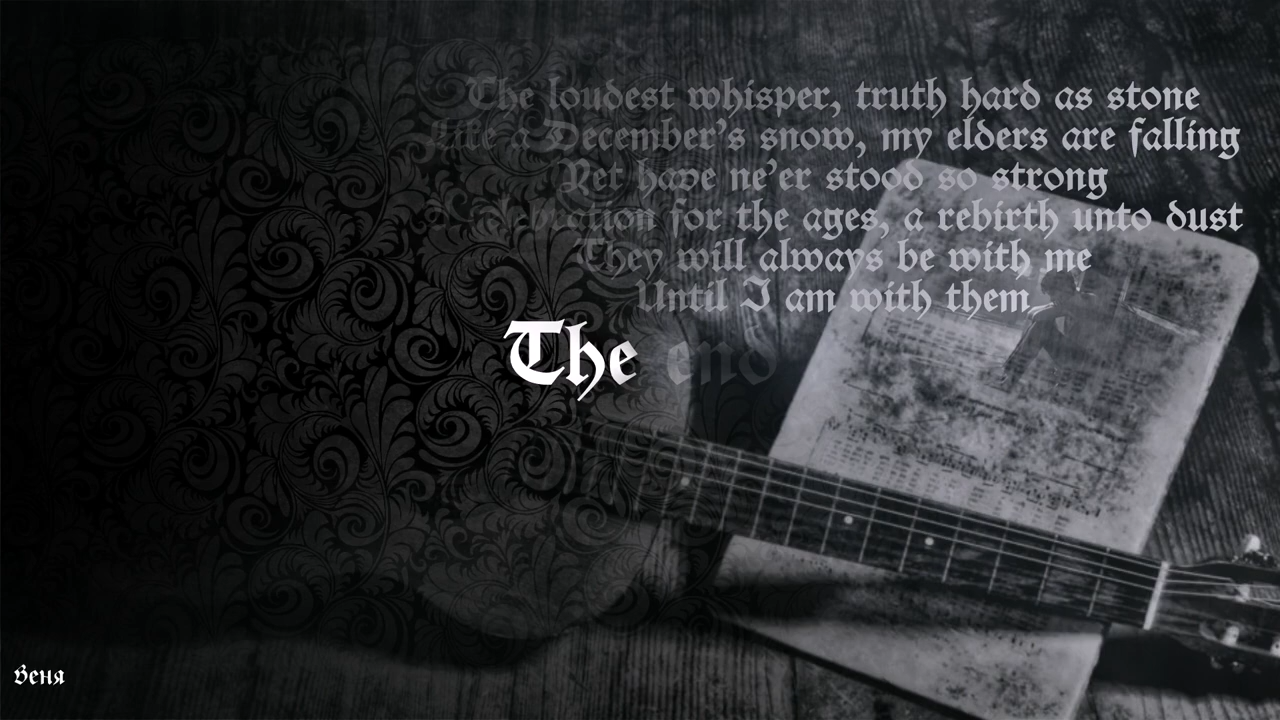 The loudest whisper, truth hard as stone
Like a December's snow, my elders are falling
Yet have ne'er stood so strong
for the ages, a rebirth unto dust
They will always be with me
Until I am with them
The end
Веня